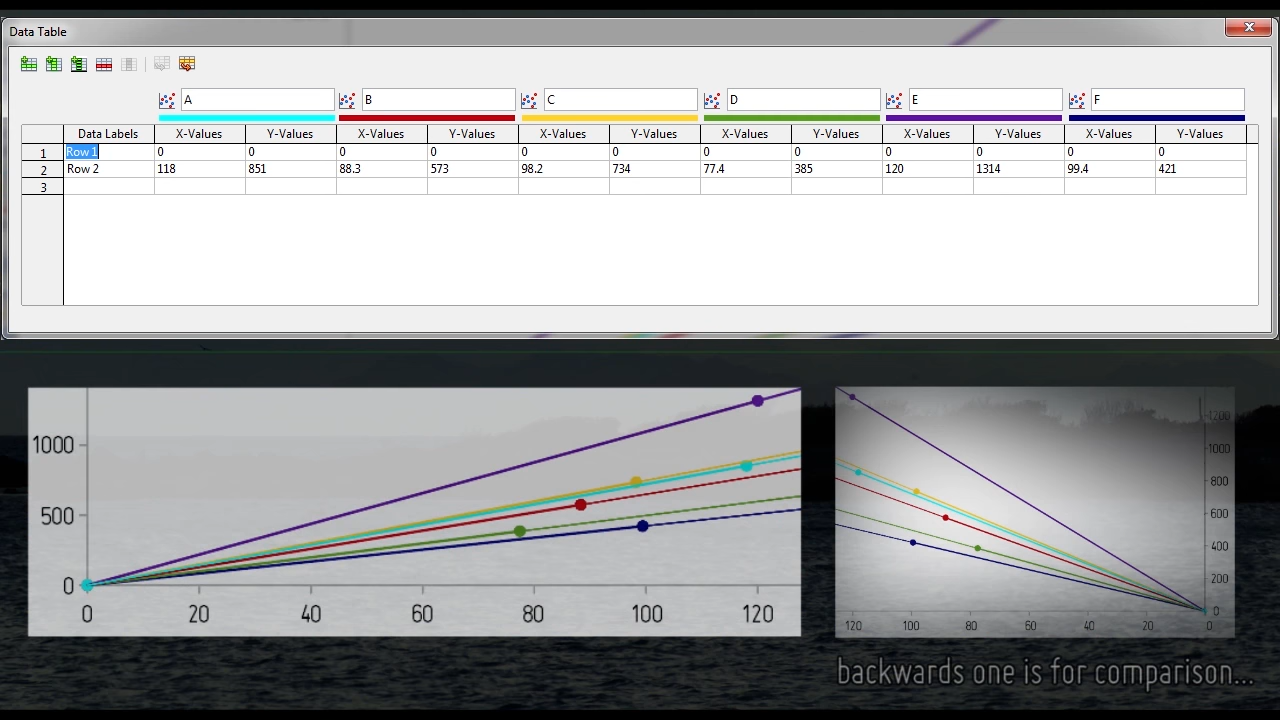 Data Table
A B C D E F
Data Labels X-Values Y-Values X-Values Y-Values X-Values Y-Values X-Values Y-Values X-Values Y-Values X-Values Y-Values
1 Row 1 0 0 0 0 0 0 0 0 0 0 0 0
2 Row 2 118 851 88.3 573 98.2 734 77.4 385 120 1314 99.4 421
3
1000
500
0
0 20 40 60 80 100 120
1200
1000
800
600
400
200
0
120 100 80 60 40 20 0
backwards one is for comparison...